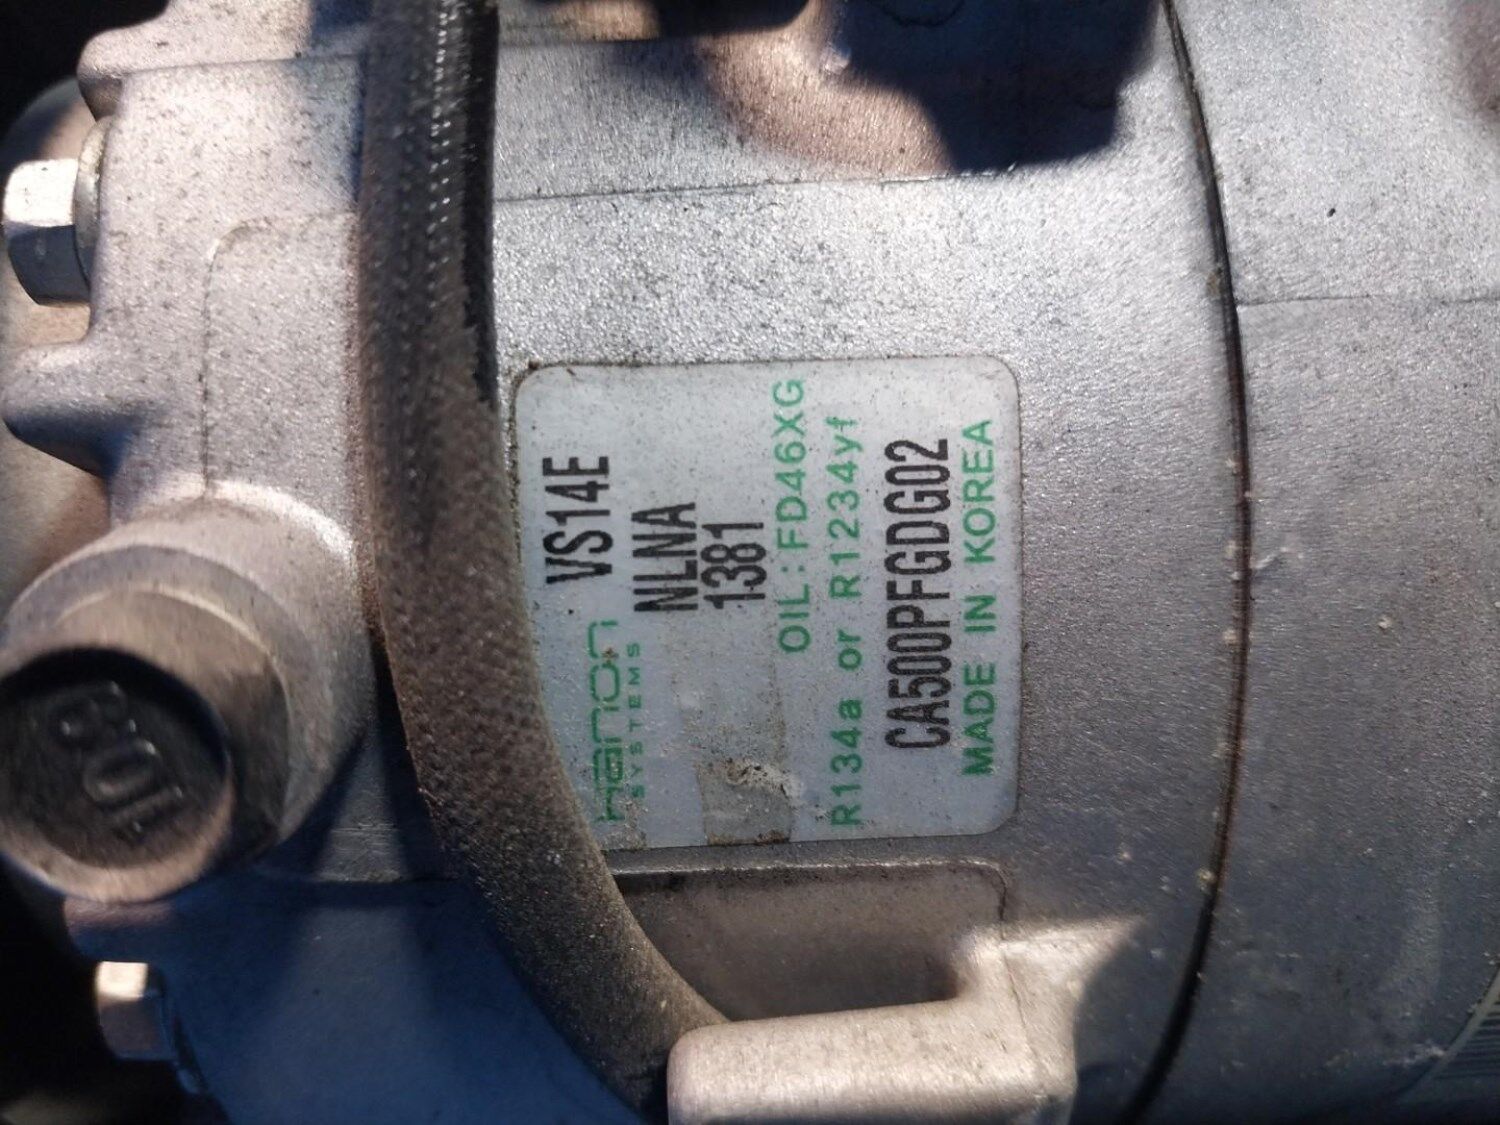 VS14E
hanon
SYSTEMS
NLNA
1381
OIL: FD46XG
R134a or R1234yf
CA500PFGDG02
MADE IN KOREA